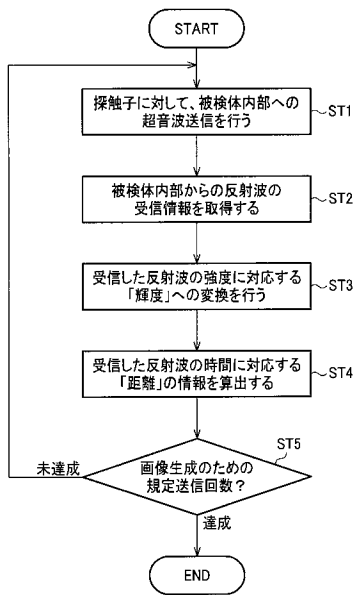 START
探触子に対して、被検体内部への
超音波送信を行う
ST1
被検体内部からの反射波の
受信情報を取得する
ST2
受信した反射波の強度に対応する
「輝度」への変換を行う
ST3
受信した反射波の時間に対応する
「距離」の情報を算出する
ST4
ST5
画像生成のための
規定送信回数？
未達成
達成
END